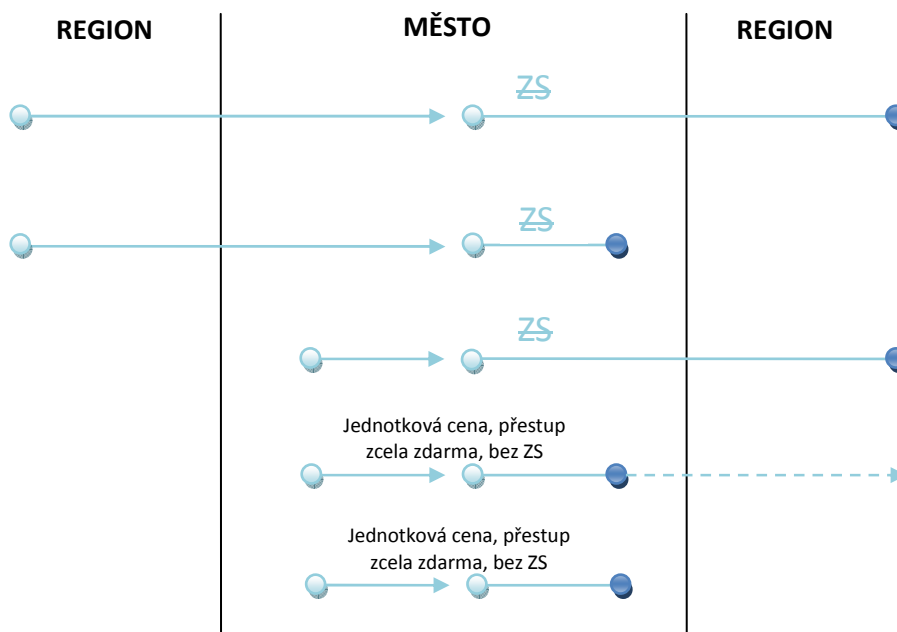 REGION
MĚSTO
REGION
ZS
ZS
ZS
Jednotková cena, přestup
zcela zdarma, bez ZS
Jednotková cena, přestup
zcela zdarma, bez ZS